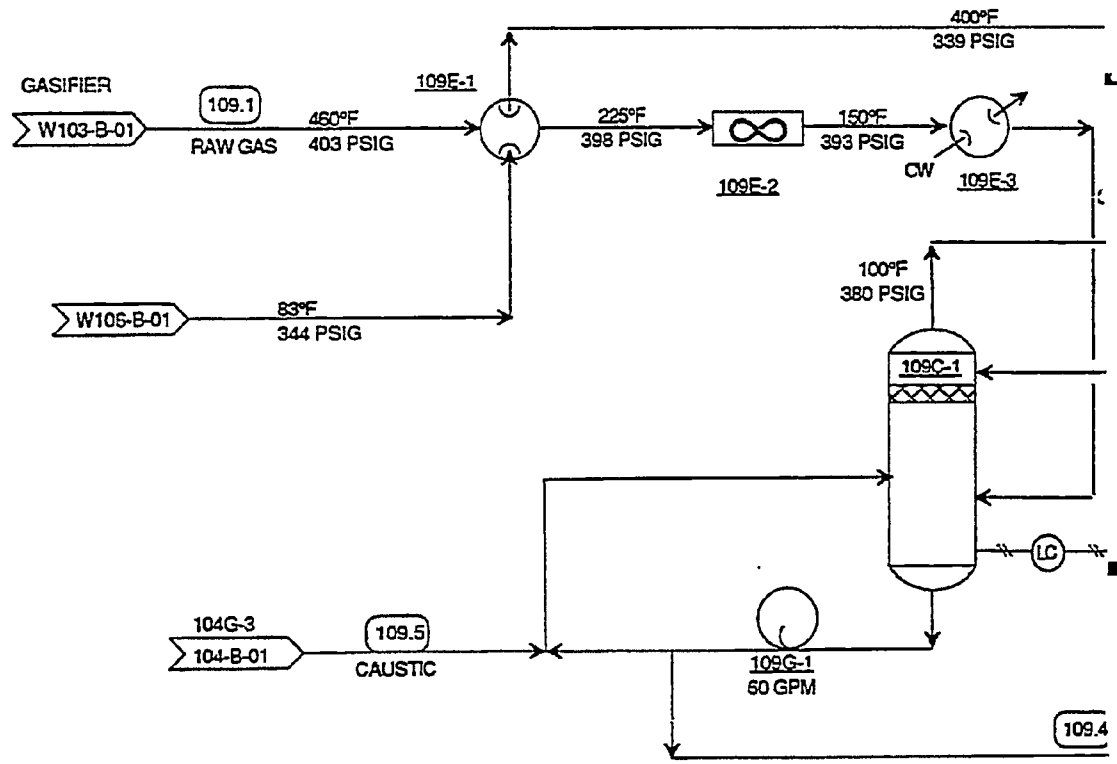 400°F
339 PSIG
GASIFIER
109.1
109E-1
W103-B-01
RAW GAS
460°F
403 PSIG
225°F
398 PSIG
150°F
393 PSIG
CW
109E-2
109E-3
100°F
380 PSIG
W106-B-01
83°F
344 PSIG
109C-1
LC
104G-3
104-B-01
109.5
CAUSTIC
109G-1
60 GPM
109.4